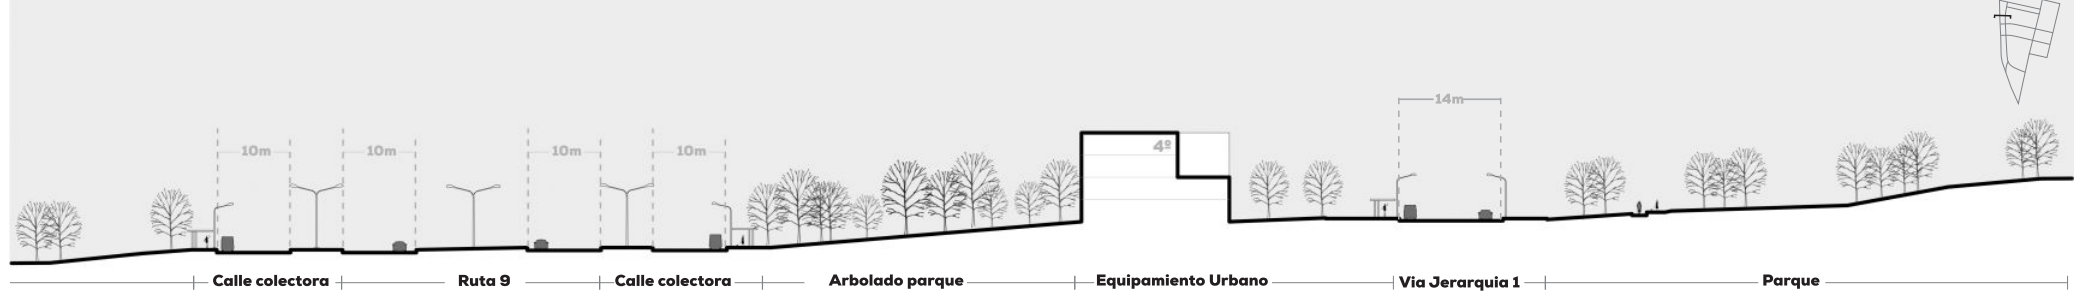 14m
10m 10m 10m 10m
4º
Calle colectora Ruta 9 Calle colectora Arbolado parque Equipamiento Urbano Via Jerarquia 1 Parque